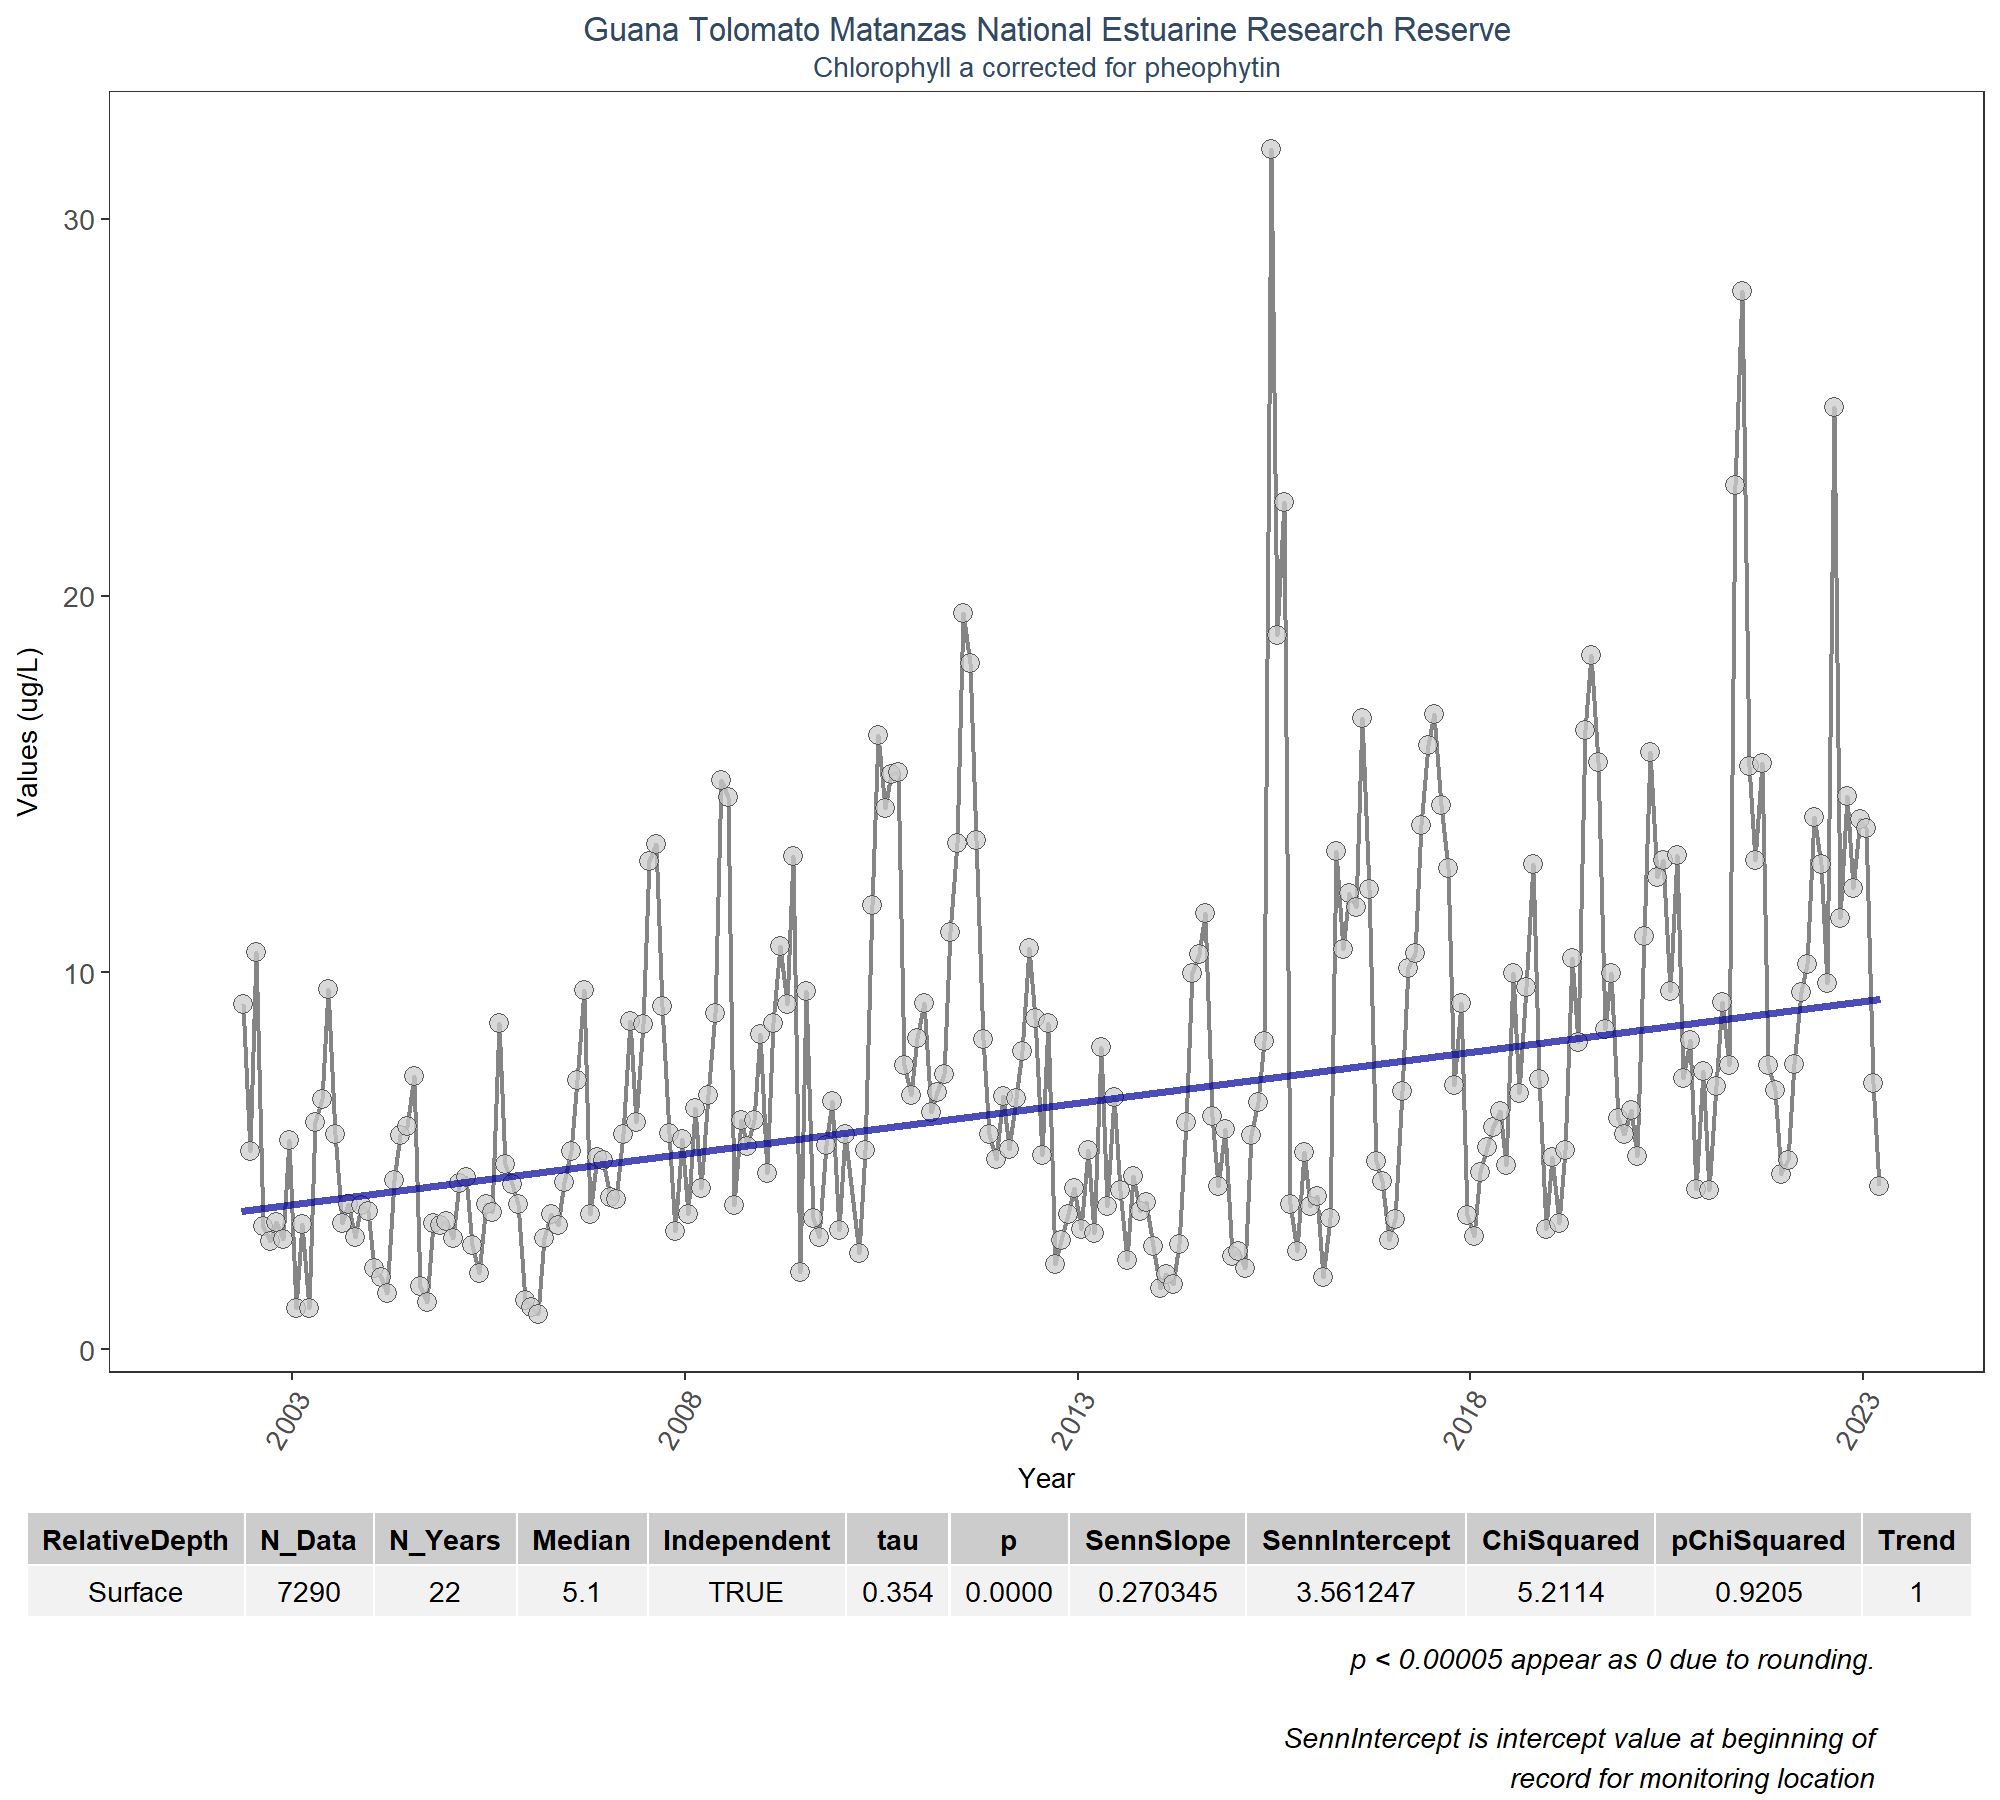 Guana Tolomato Matanzas National Estuarine Research Reserve
Chlorophyll a corrected for pheophytin
30
20
10
0
Values (ug/L)
2003 2008 2013 2018 2023
Year
RelativeDepth N_Data N_Years Median Independent tau p SennSlope SennIntercept ChiSquared pChiSquared Trend
Surface 7290 22 5.1 TRUE 0.354 0.0000 0.270345 3.561247 5.2114 0.9205 1
p < 0.00005 appear as 0 due to rounding.
SennIntercept is intercept value at beginning of
record for monitoring location